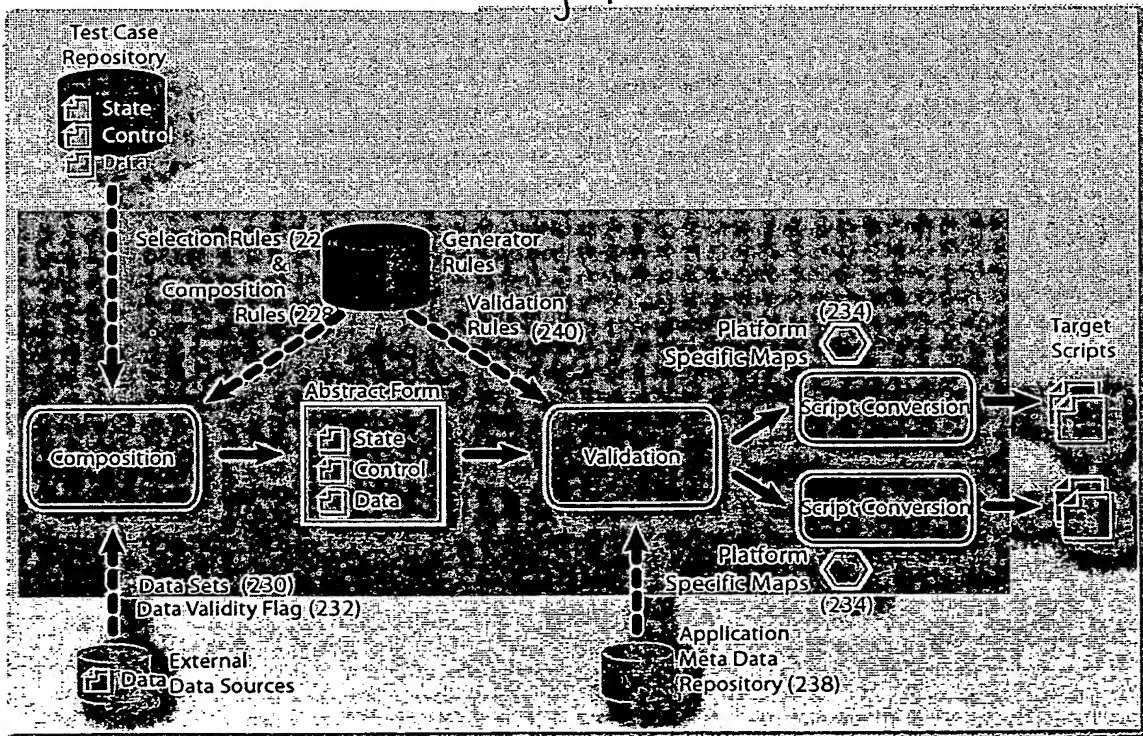 Test Case
Repository
State
Control
Data
Selection Rules (22
&
Composition
Rules (228
Generator
Rules
Validation
Rules (240)
(234)
Platform
Specific Maps
Target
Scripts
Abstract Form
Composition
State
Control
Data
Validation
Script Conversion
Script Conversion
Platform
Specific Maps
(234)
Data Sets (230)
Data Validity Flag (232)
Data
External
Data Sources
Application
Meta Data
Repository (238)